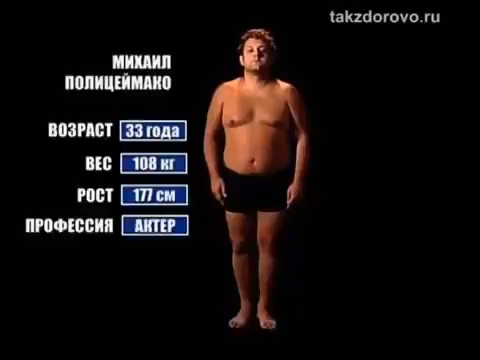 takzdorovo.ru
МИХАИЛ
ПОЛИЦЕЙМАКО
ВОЗРАСТ 33 года
ВЕС 108 кг
РОСТ 177 см
ПРОФЕССИЯ АКТЕР